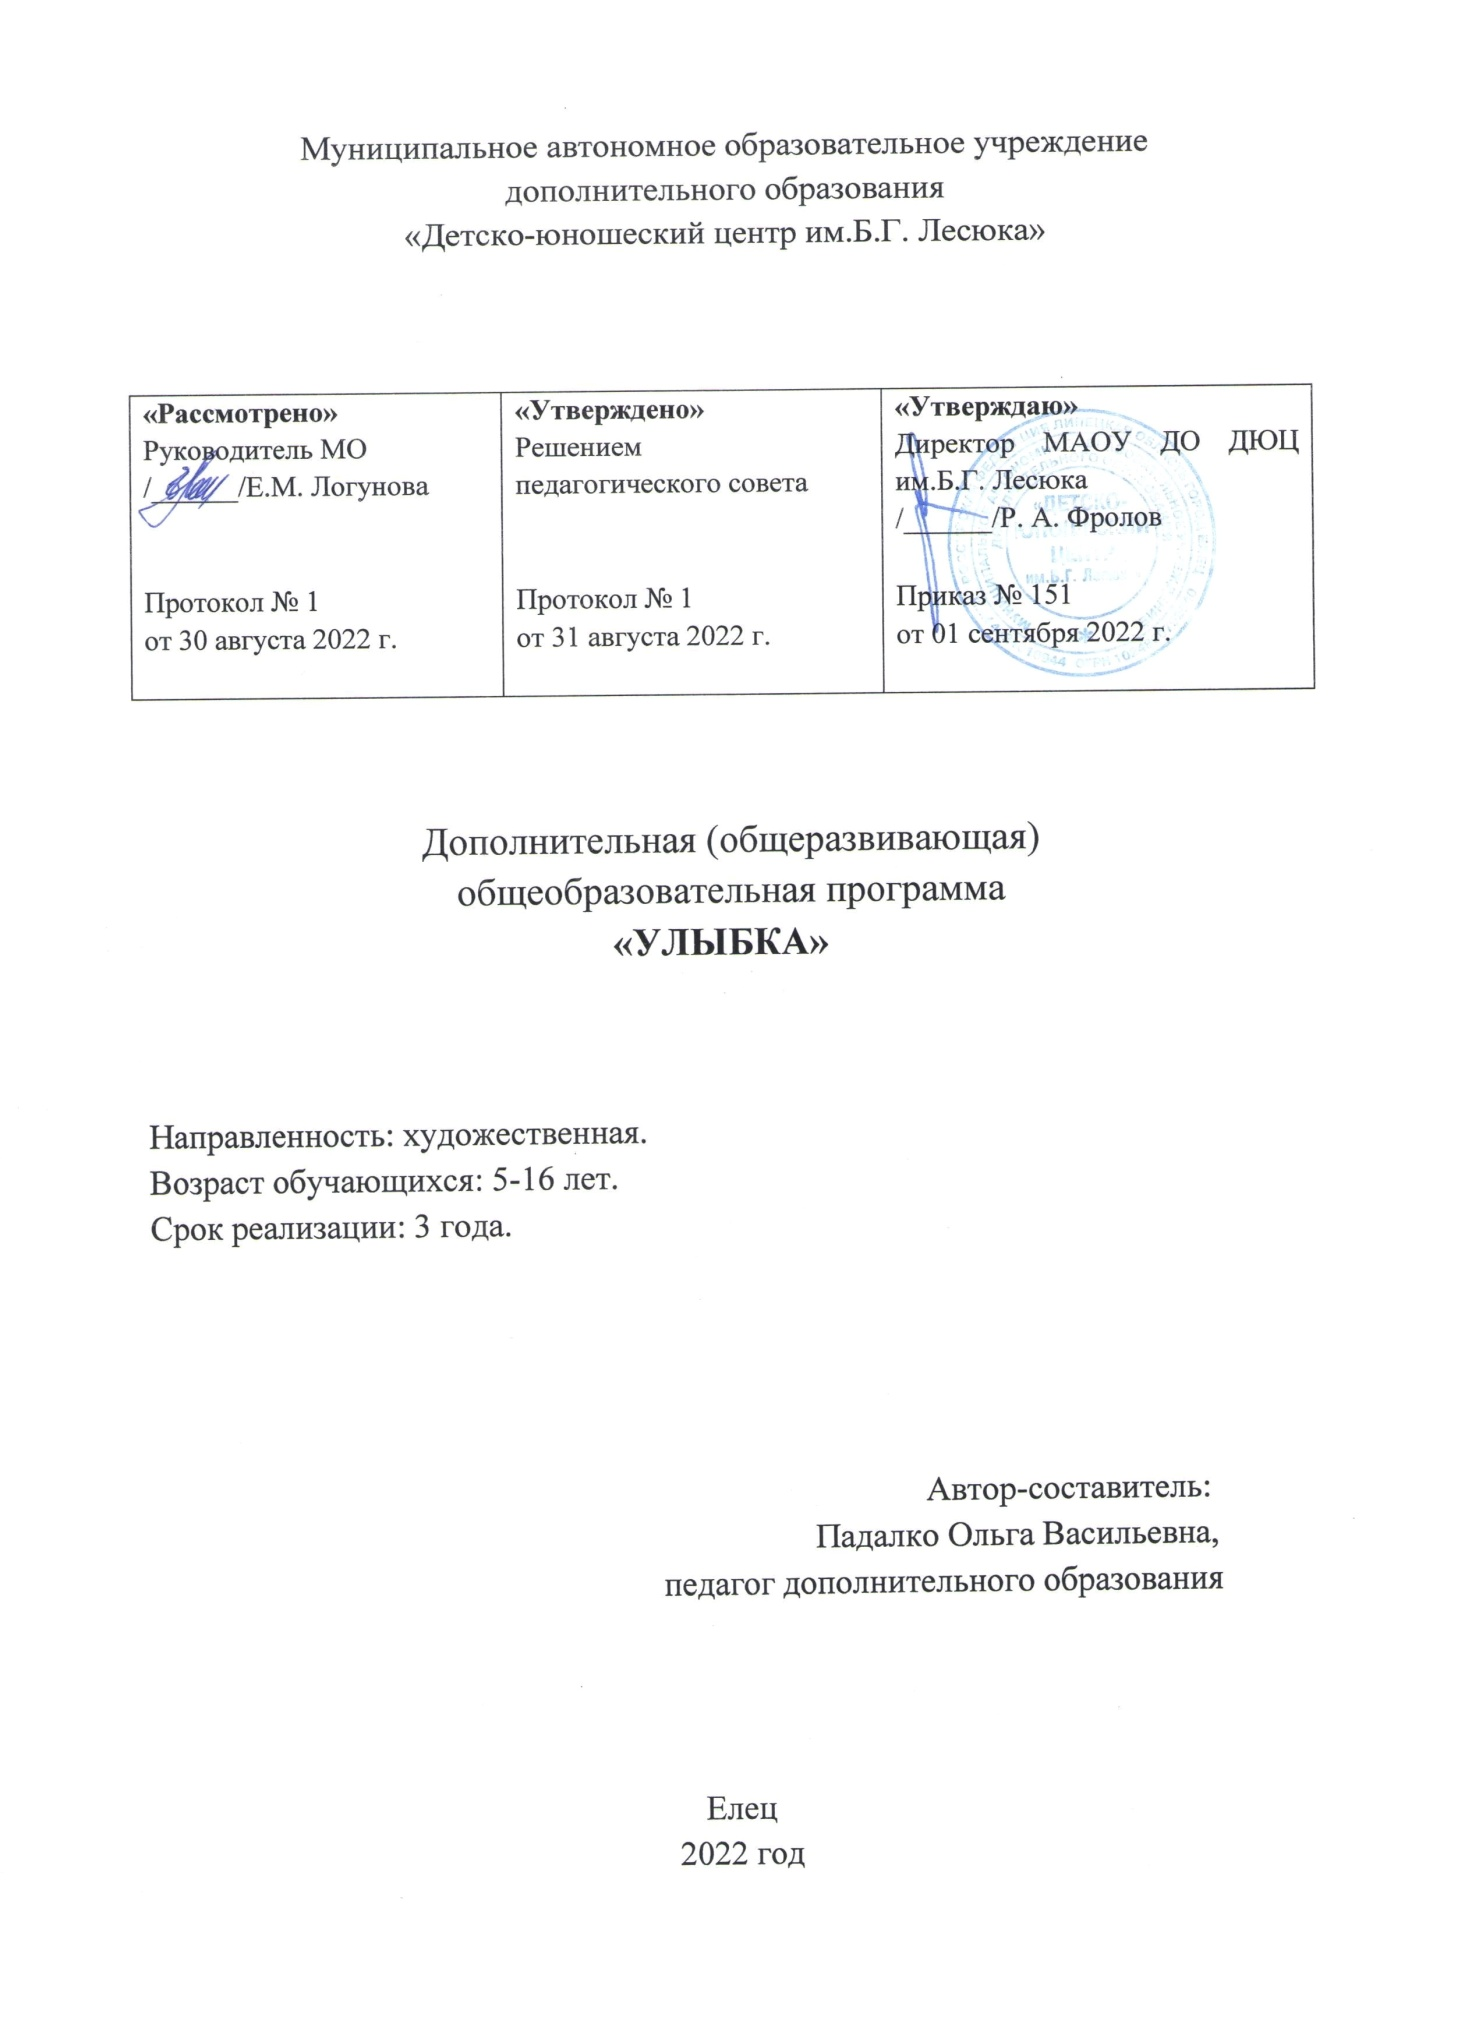 Муниципальное автономное образовательное учреждение
дополнительного образования
«Детско-юношеский центр им.Б.Г. Лесюка»
«Рассмотрено»
Руководитель МО
/______/Е.М. Логунова
Протокол № 1
от 30 августа 2022 г.
«Утверждено»
Решением
педагогического совета
Протокол № 1
от 31 августа 2022 г.
«Утверждаю»
Директор МАОУ ДО ДЮЦ
им.Б.Г. Лесюка
/______/Р. А. Фролов
Приказ № 151
от 01 сентября 2022 г.
Дополнительная (общеразвивающая)
общеобразовательная программа
«УЛЫБКА»
Направленность: художественная.
Возраст обучающихся: 5-16 лет.
Срок реализации: 3 года.
Автор-составитель:
Падалко Ольга Васильевна,
педагог дополнительного образования
Елец
2022 год